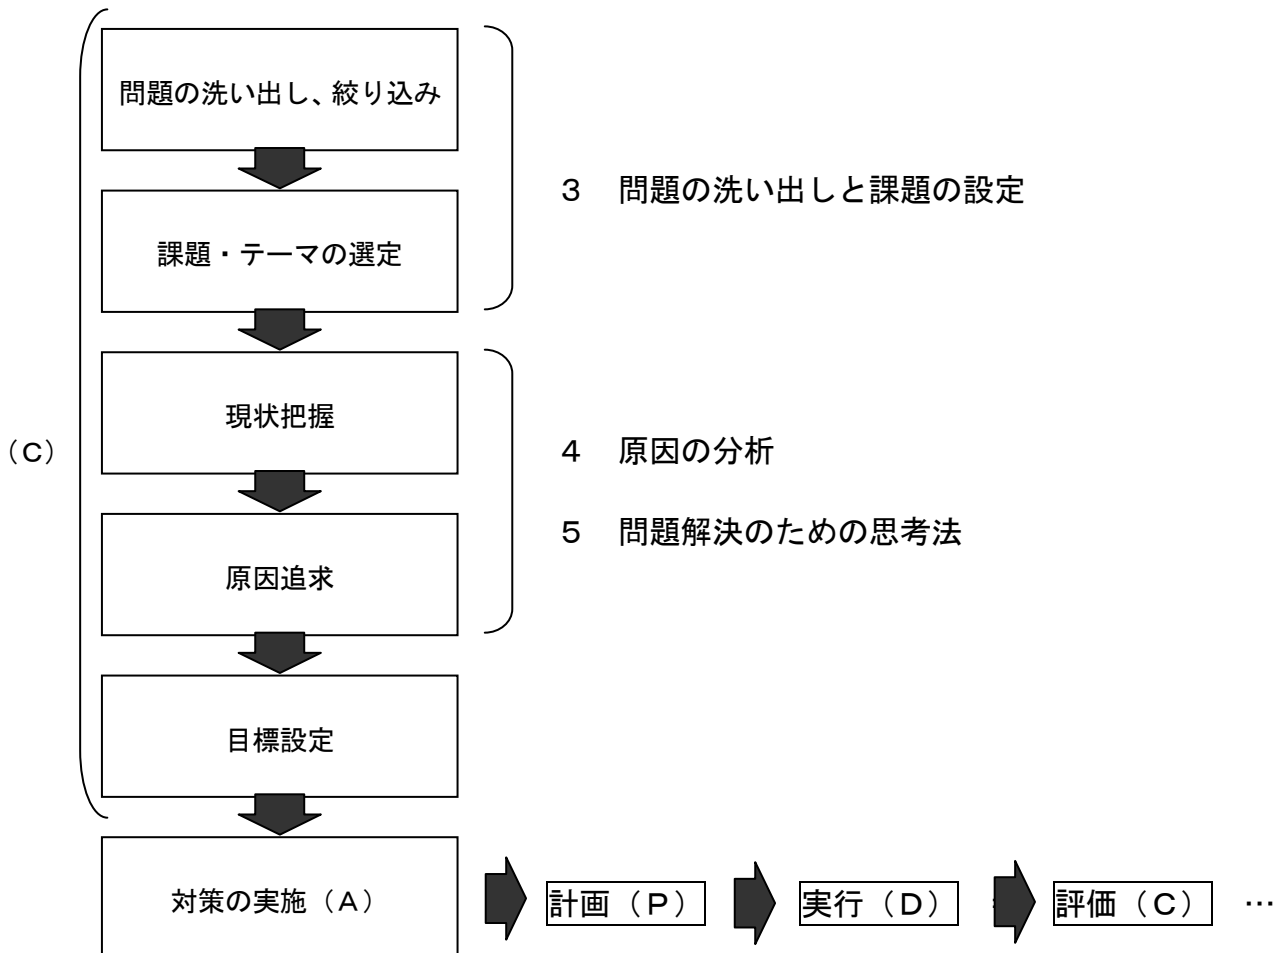 問題の洗い出し、絞り込み
3　問題の洗い出しと課題の設定
課題・テーマの選定
現状把握
（C）
4　原因の分析
5　問題解決のための思考法
原因追求
目標設定
対策の実施（A）
計画（P）
実行（D）
評価（C）
…